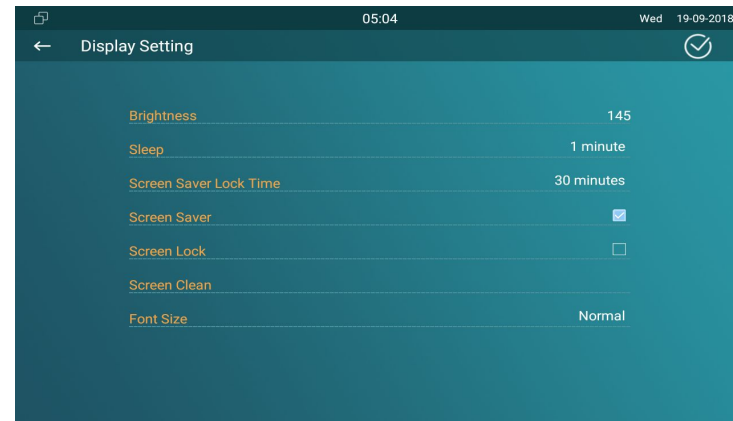 05:04 Wed 19-09-2018
Display Setting
Brightness 145
Sleep 1 minute
Screen Saver Lock Time 30 minutes
Screen Saver
Screen Lock
Screen Clean
Font Size Normal